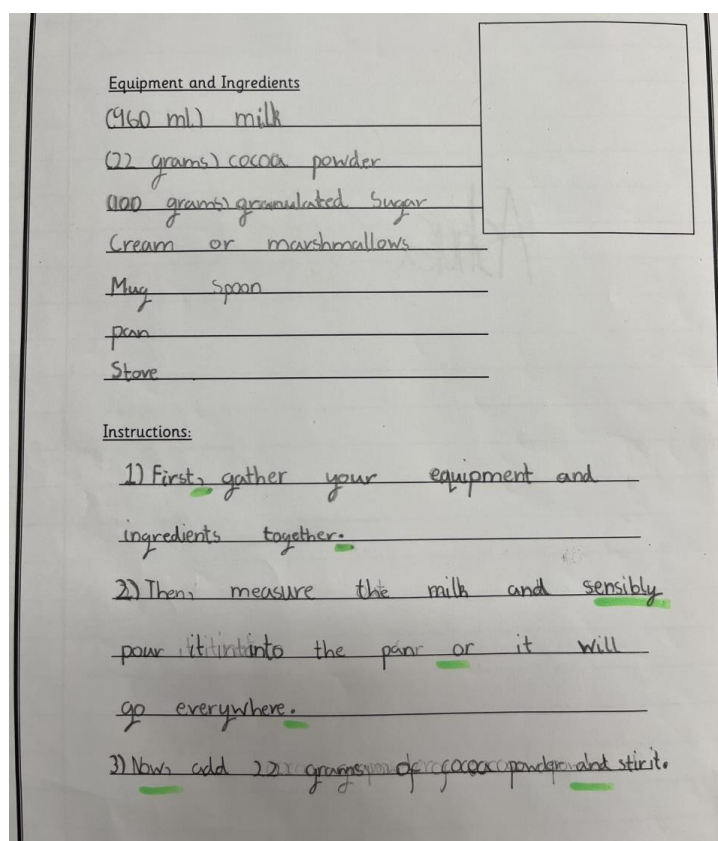 Equipment and Ingredients
(960 ml) milk
(22 grams) cocoa powder
(100 grams) granulated Sugar
Cream or marshmallows
Mug Spoon
pan
Stove
Instructions:
1) First, gather your equipment and
ingredients together.
2) Then, measure the milk and sensibly
pour it into the pan or it will
go everywhere.
3) Now, add 22 grams of cocoa powder and stir it.